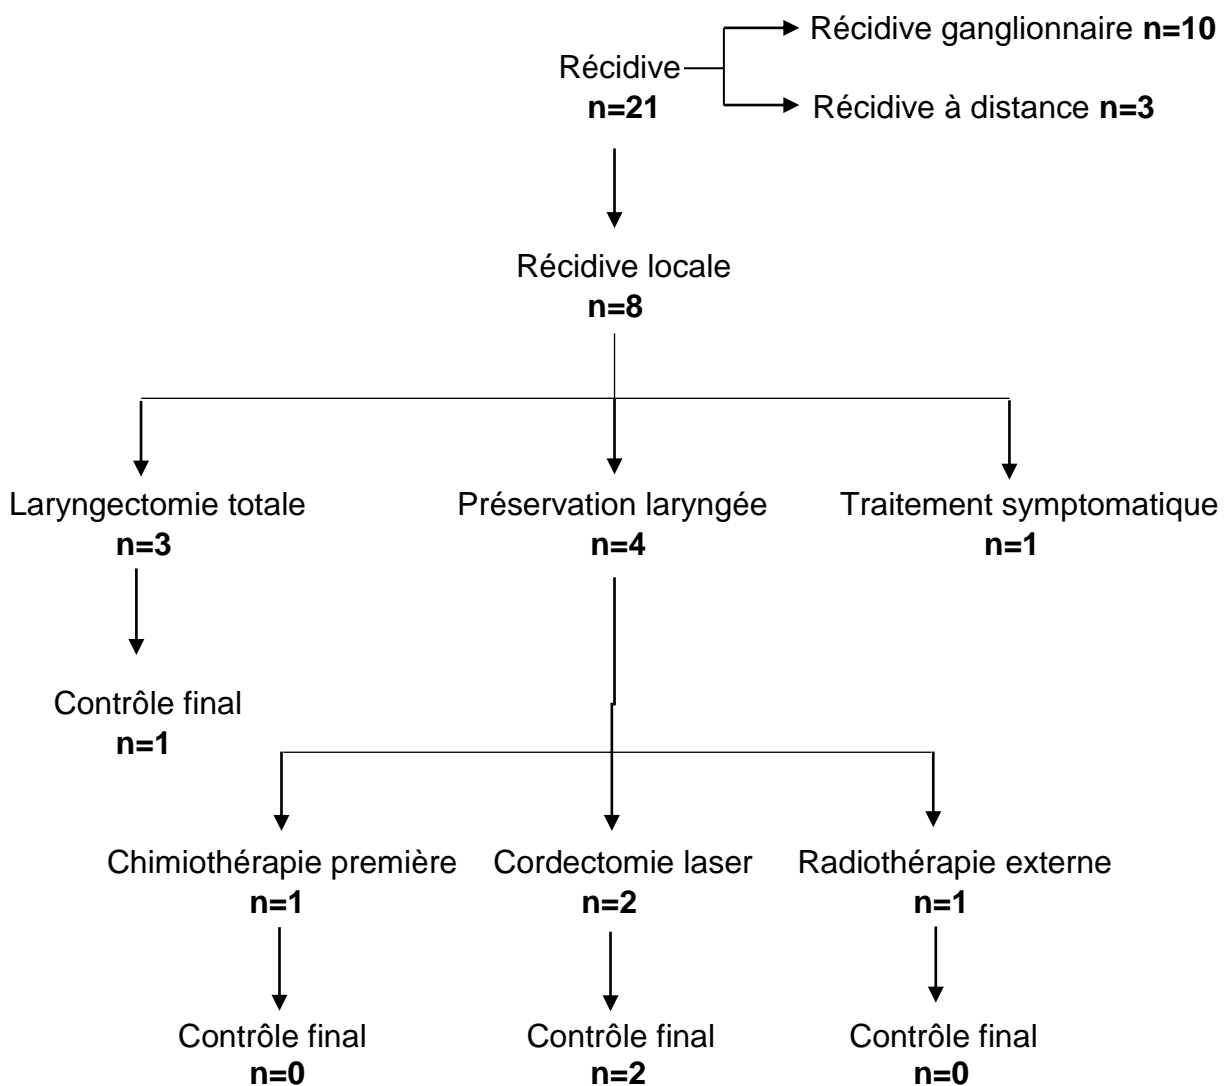 Récidive ganglionnaire n=10
Récidive
n=21
Récidive à distance n=3
Récidive locale
n=8
Laryngectomie totale
n=3
Préservation laryngée
n=4
Traitement symptomatique
n=1
Contrôle final
n=1
Chimiothérapie première
n=1
Cordectomie laser
n=2
Radiothérapie externe
n=1
Contrôle final
n=0
Contrôle final
n=2
Contrôle final
n=0